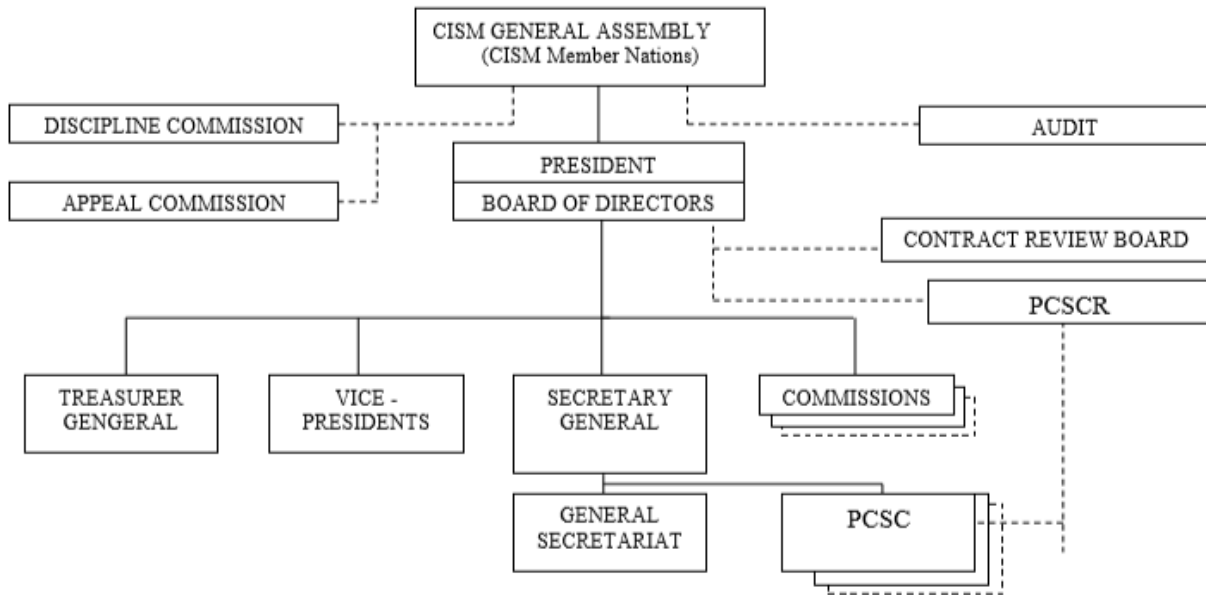 CISM GENERAL ASSEMBLY
(CISM Member Nations)
DISCIPLINE COMMISSION
AUDIT
PRESIDENT
APPEAL COMMISSION
BOARD OF DIRECTORS
CONTRACT REVIEW BOARD
PCSCR
TREASURER
GENGERAL
VICE -
PRESIDENTS
SECRETARY
GENERAL
COMMISSIONS
GENERAL
SECRETARIAT
PCSC